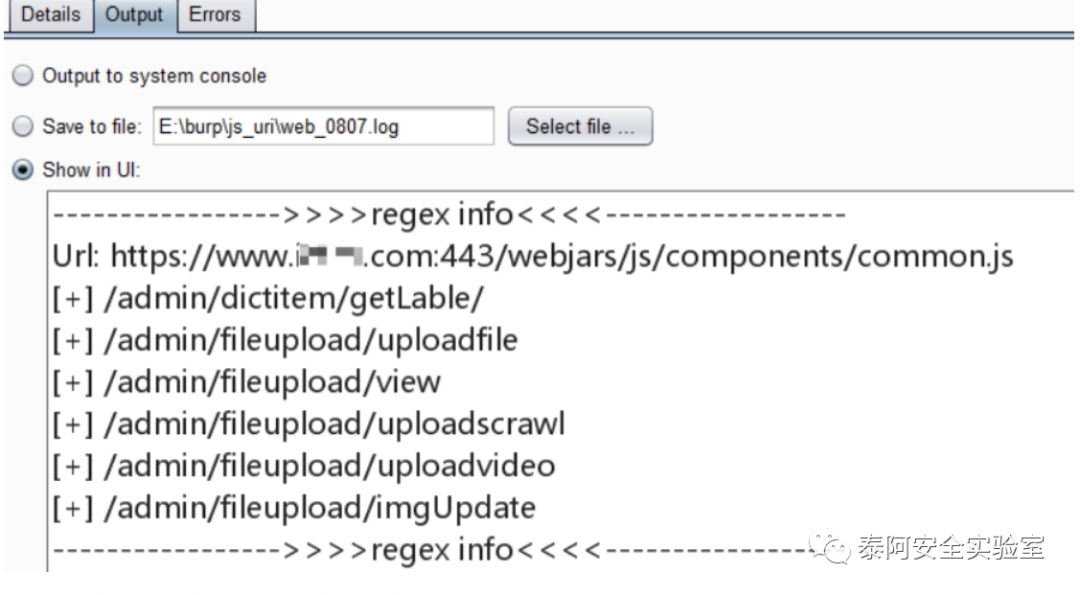 Details Output Errors
Output to system console
Save to file: E:\burp\js_uri\web_0807.log Select file ...
Show in UI:
----------------->>>>regex info<<<<------------------
Url: https://www.i .com:443/webjars/js/components/common.js
[+] /admin/dictitem/getLable/
[+] /admin/fileupload/uploadfile
[+] /admin/fileupload/view
[+] /admin/fileupload/uploadscrawl
[+] /admin/fileupload/uploadvideo
[+] /admin/fileupload/imgUpdate
----------------->>>>regex info<<<<---------------
泰阿安全实验室